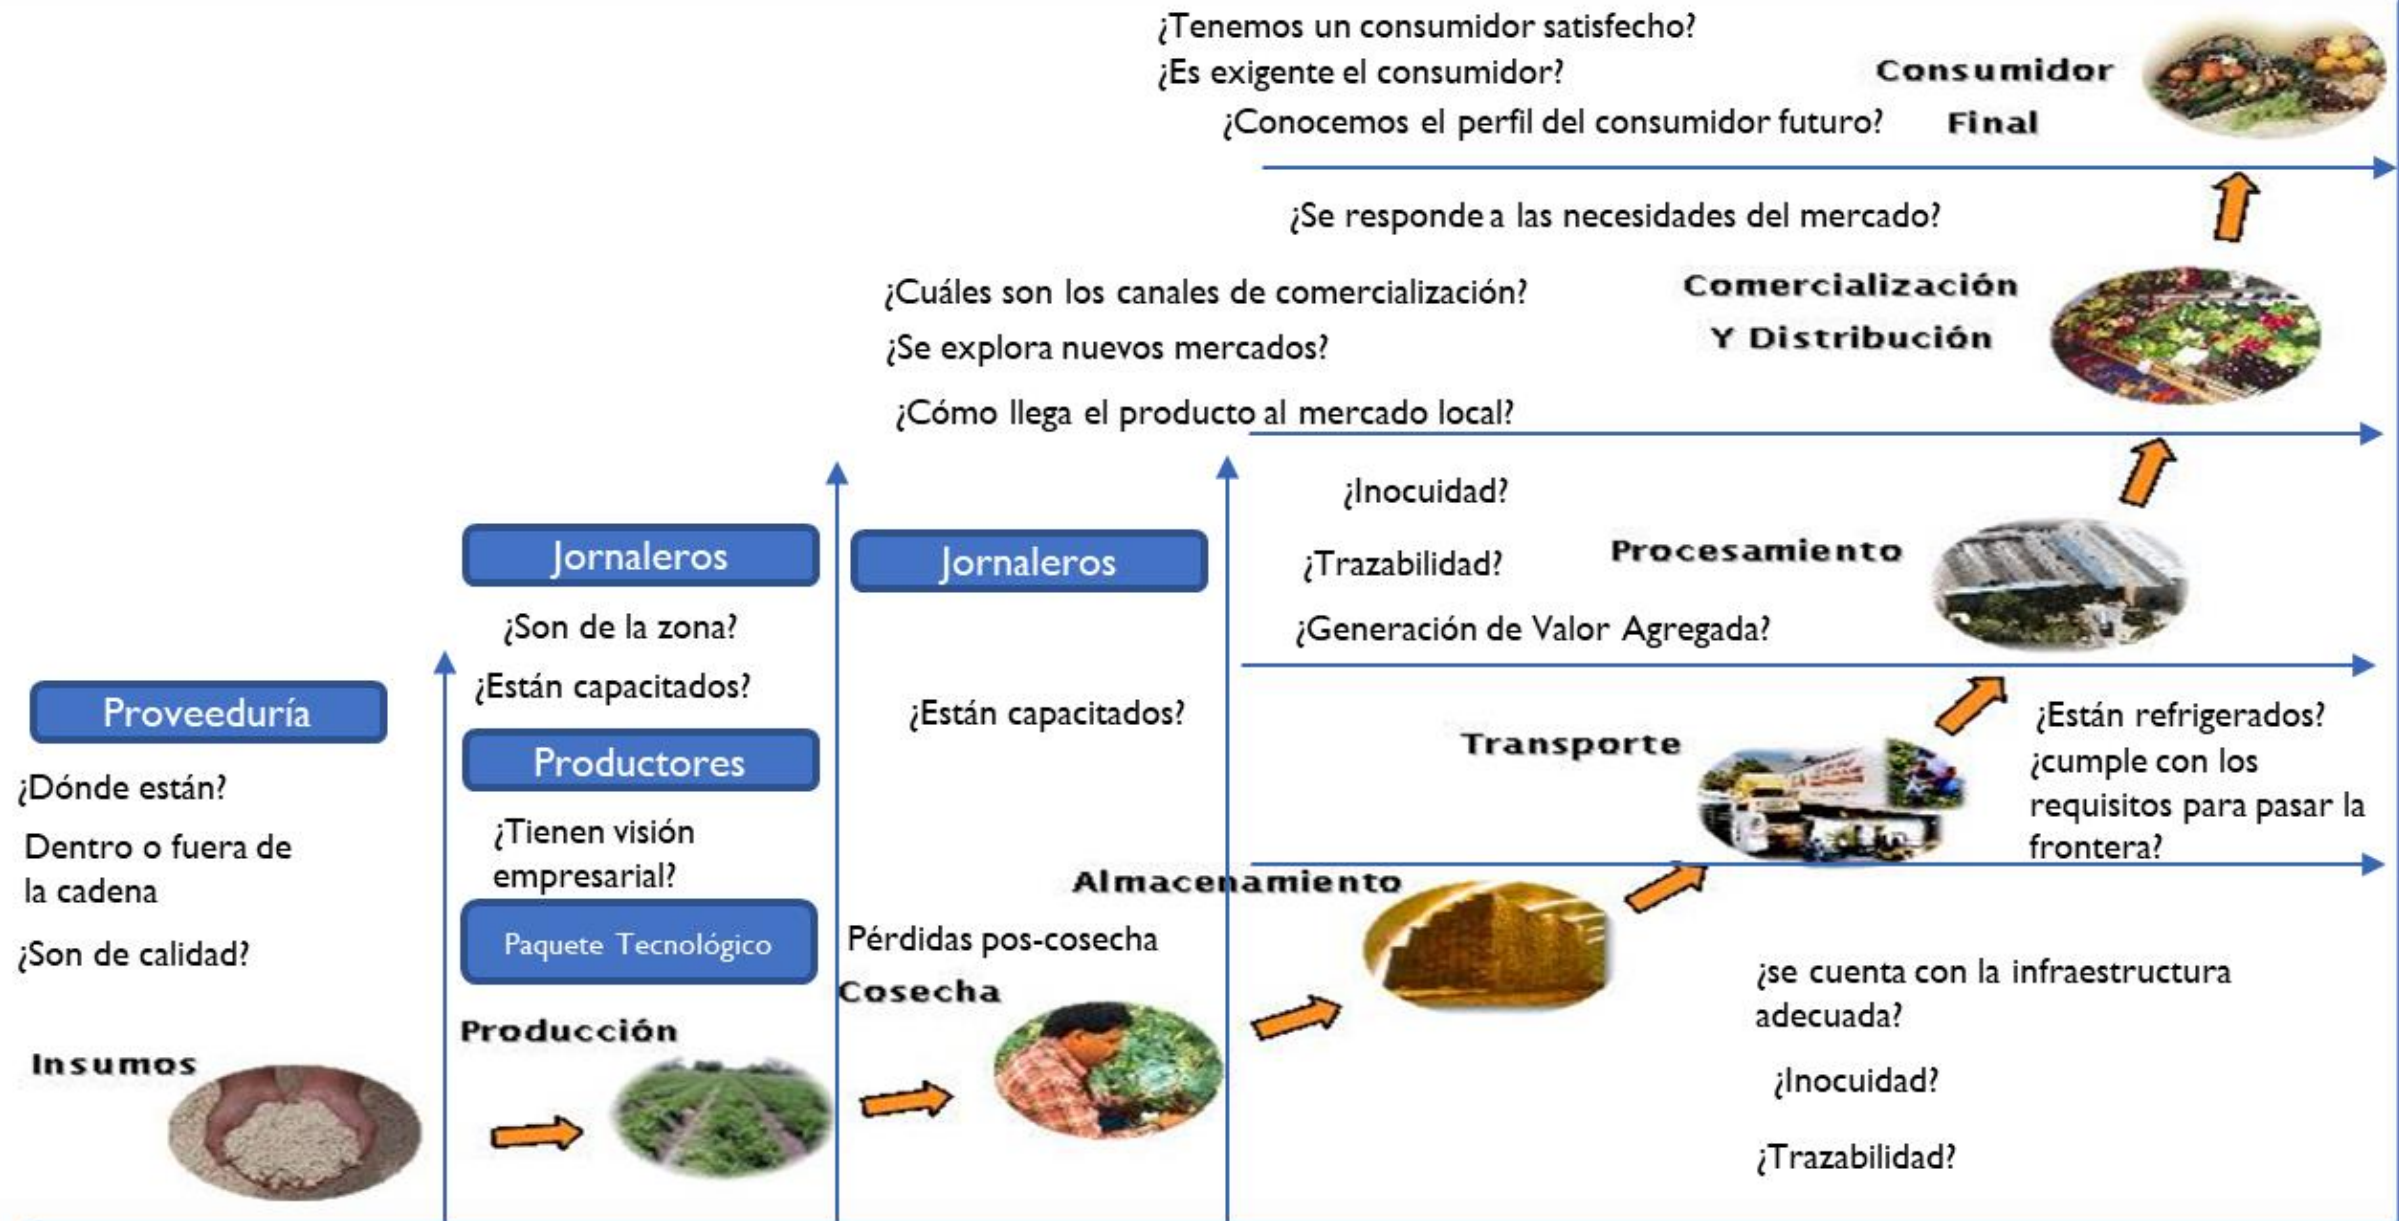 ¿Tenemos un consumidor satisfecho?
¿Es exigente el consumidor?
¿Conocemos el perfil del consumidor futuro?
Consumidor
Final
¿Se responde a las necesidades del mercado?
¿Cuáles son los canales de comercialización?
¿Se explora nuevos mercados?
¿Cómo llega el producto al mercado local?
Comercialización
Y Distribución
¿Inocuidad?
¿Trazabilidad?
¿Generación de Valor Agregada?
Procesamiento
Transporte
¿Están refrigerados?
¿cumple con los
requisitos para pasar la
frontera?
Proveeduría
¿Dónde están?
Dentro o fuera de
la cadena
¿Son de calidad?
Insumos
Jornaleros
¿Son de la zona?
¿Están capacitados?
Productores
¿Tienen visión
empresarial?
Paquete Tecnológico
Producción
Jornaleros
¿Están capacitados?
Pérdidas pos-cosecha
Cosecha
Almacenamiento
¿se cuenta con la infraestructura
adecuada?
¿Inocuidad?
¿Trazabilidad?